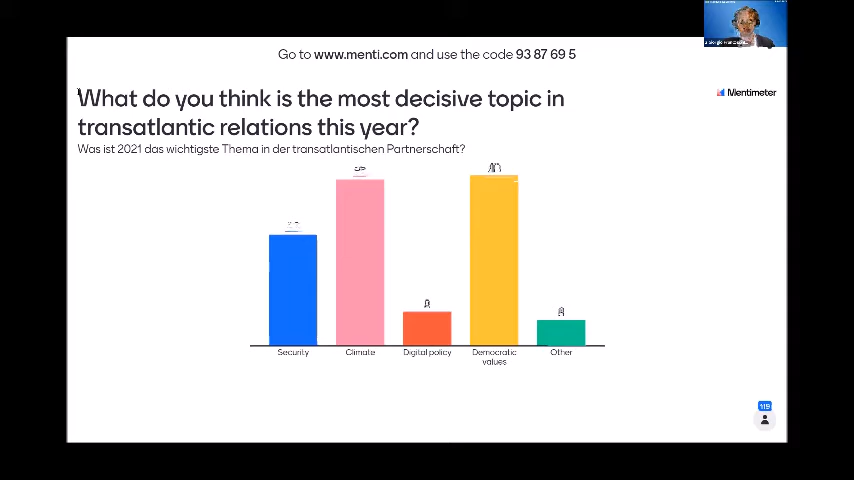 Go to www.menti.com and use the code 93 87 69 5
What do you think is the most decisive topic in
transatlantic relations this year?
Mentimeter
Was ist 2021 das wichtigste Thema in der transatlantischen Partnerschaft?
Security
Climate
Digital policy
Democratic
values
Other
119